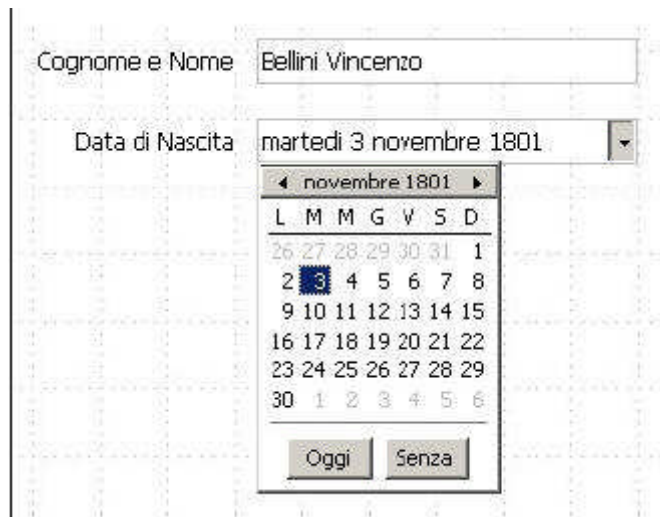 Cognome e Nome Bellini Vincenzo
Data di Nascita martedì 3 novembre 1801
novembre 1801
L M M G V S D
26 27 28 29 30 31 1
2 3 4 5 6 7 8
9 10 11 12 13 14 15
16 17 18 19 20 21 22
23 24 25 26 27 28 29
30 1 2 3 4 5 6
Oggi Senza